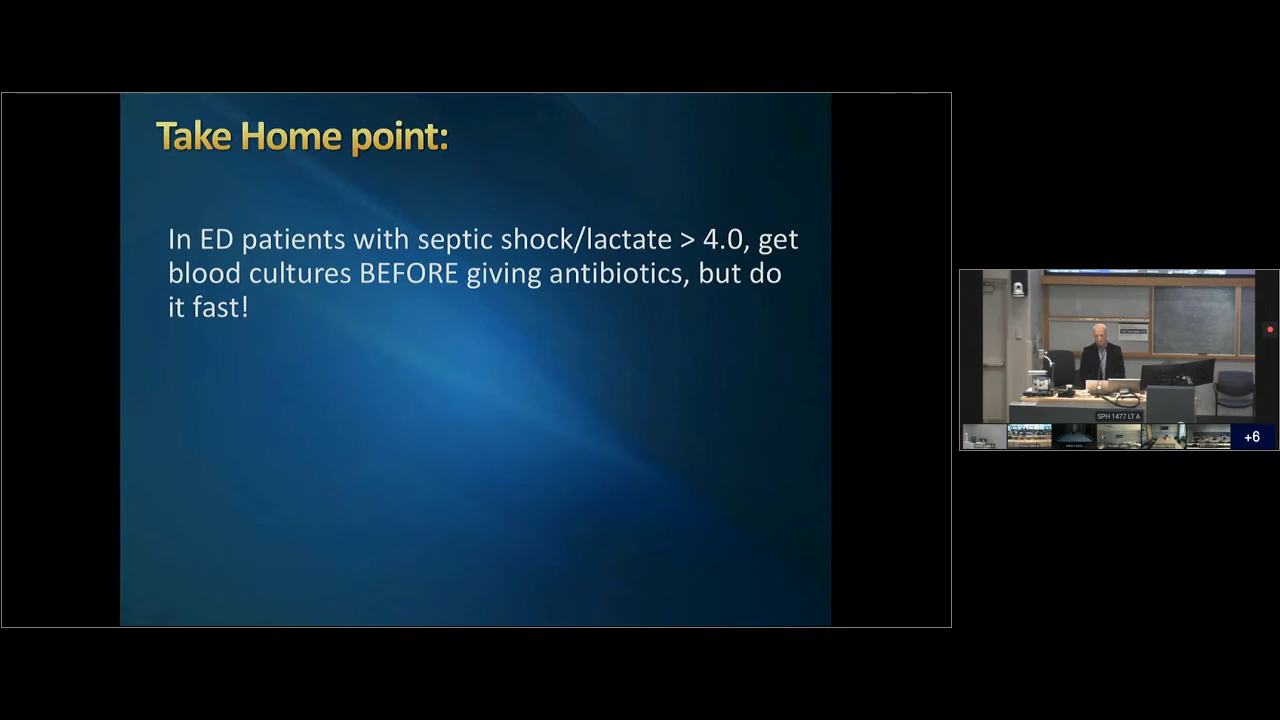 Take Home point:
In ED patients with septic shock/lactate > 4.0, get
blood cultures BEFORE giving antibiotics, but do
it fast!
SPH 1477 LT A
+6